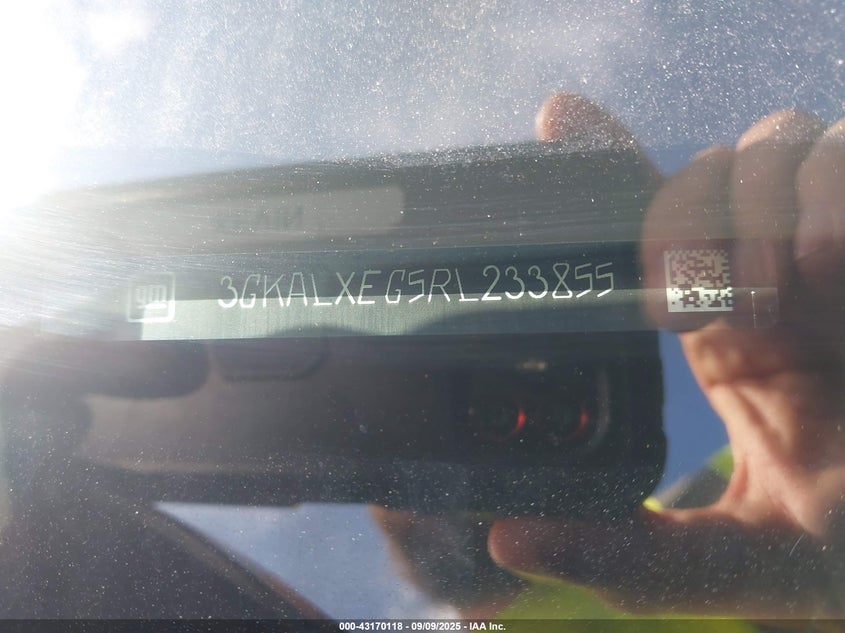 gm 3GKALXEG5RL233855
000-43170118 - 09/09/2025 - IAA Inc.